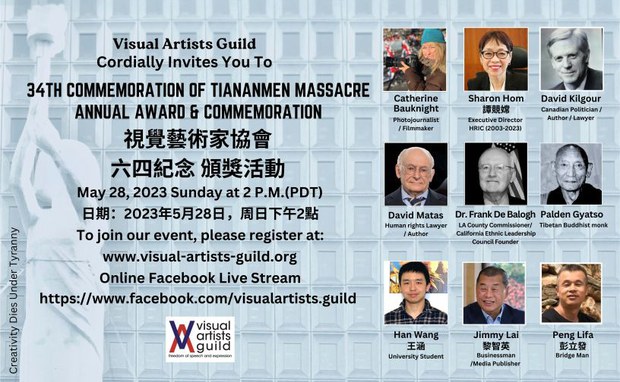 Visual Artists Guild
Cordially Invites You To
34TH COMMEMORATION OF TIANANMEN MASSACRE
ANNUAL AWARD & COMMEMORATION
視覺藝術家協會
六四紀念 頒獎活動
May 28, 2023 Sunday at 2 P.M.(PDT)
日期：2023年5月28日，周日下午2點
To join our event, please register at:
www.visual-artists-guild.org
Online Facebook Live Stream
https://www.facebook.com/visualartists.guild
Creativity Dies Under Tyranny
visual
artists
guild
freedom of speech and expression
Catherine
Bauknight
Photojournalist
/ Filmmaker
Sharon Hom
譚競嫦
Executive Director
HRIC (2003-2023)
David Kilgour
Canadian Politician /
Author / Lawyer
David Matas
Human rights Lawyer
/ Author
Dr. Frank De Balogh
LA County Commissioner/
California Ethnic Leadership
Council Founder
Palden Gyatso
Tibetan Buddhist monk
Han Wang
王涵
University Student
Jimmy Lai
黎智英
Businessman
/Media Publisher
Peng Lifa
彭立發
Bridge Man